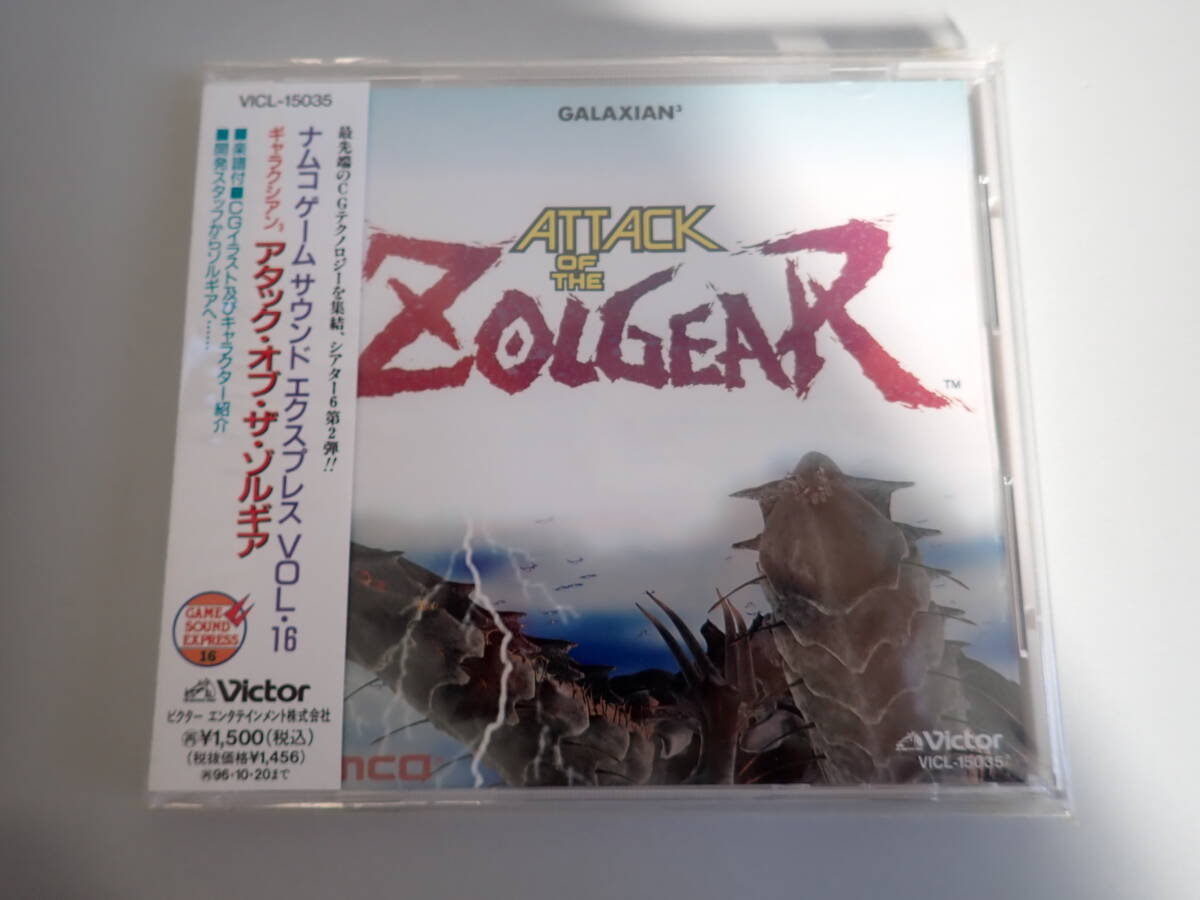 VICL-15035
最先端のCGテクノロジーを集結、シアター6第2弾!!
ナムコ ゲーム サウンド エクスプレス VOL・16
ギャラクシアン³
アタック・オブ・ザ・ゾルギア
■楽譜付■CGイラスト及びキャラクター紹介
■開発スタッフからゾルギアへ……
GAME
SOUND
EXPRESS
16
Victor
ビクター エンタテインメント株式会社
㊢¥1,500(税込)
(税抜価格¥1,456)
㊢96・10・20まで
GALAXIAN³
ATTACK
OF
THE
ZOLGEAR
TM
mco
Victor
VICL-15035